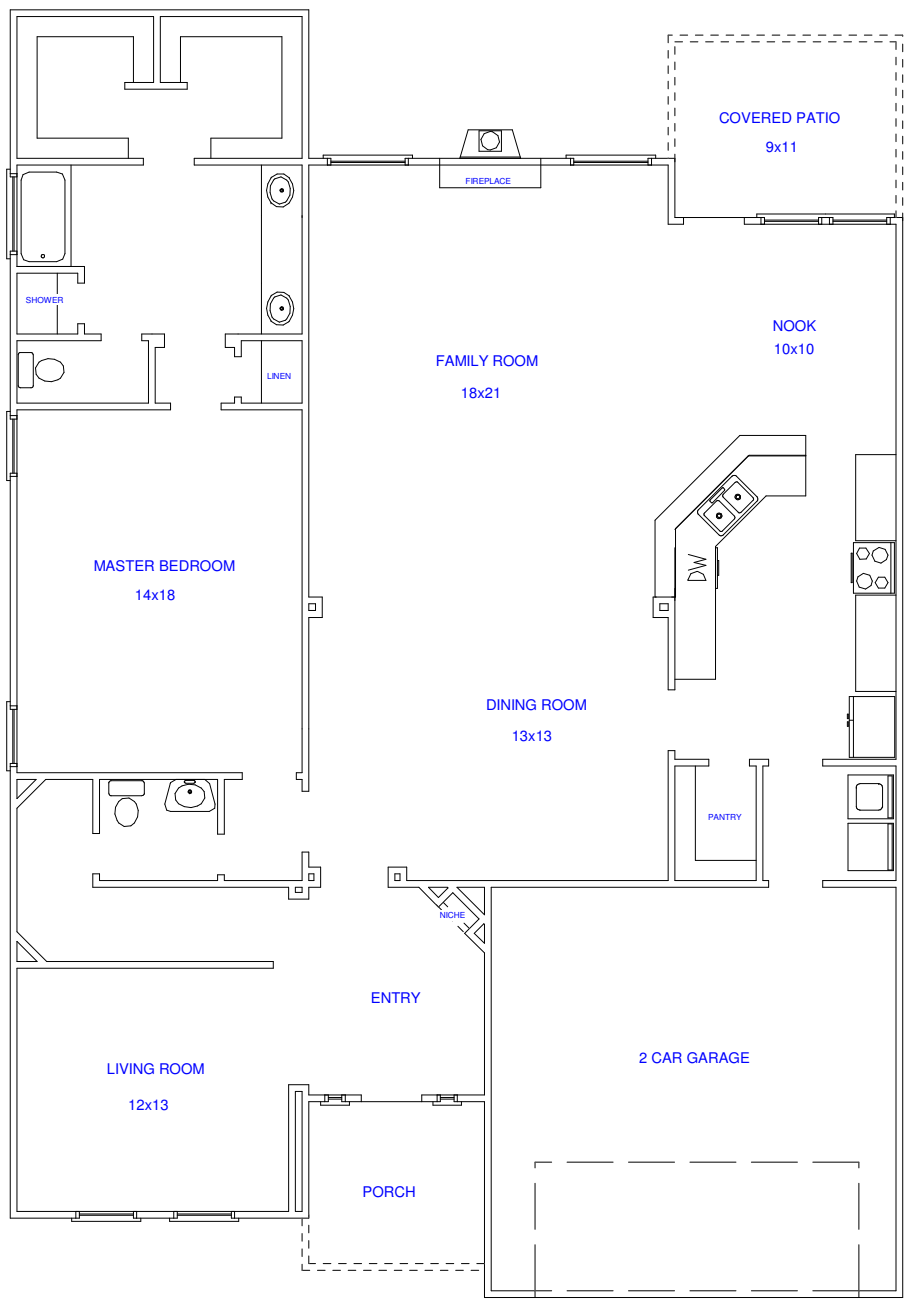 COVERED PATIO
9x11
FIREPLACE
SHOWER
NOOK
10x10
FAMILY ROOM
18x21
LINEN
MASTER BEDROOM
14x18
DW
DINING ROOM
13x13
PANTRY
NICHE
ENTRY
2 CAR GARAGE
LIVING ROOM
12x13
PORCH